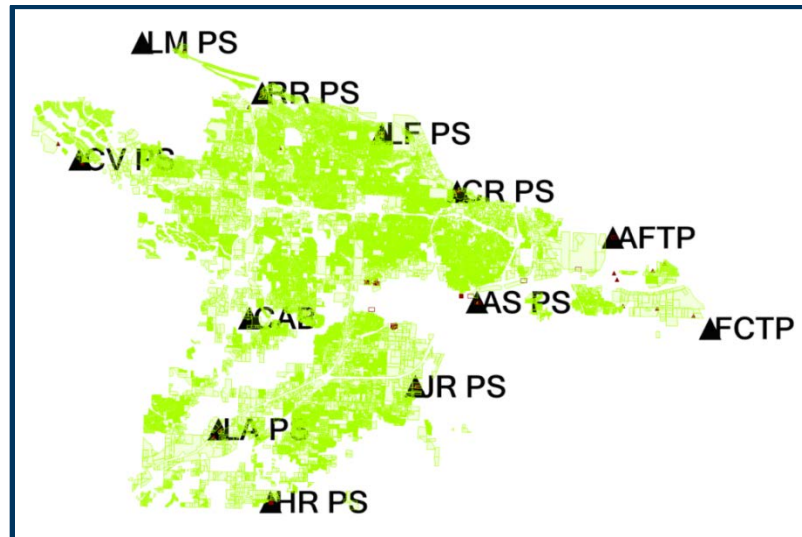 LM PS
RR PS
LF PS
CV PS
CR PS
AFTP
AS PS
CAB
FCTP
JR PS
LA PS
HR PS